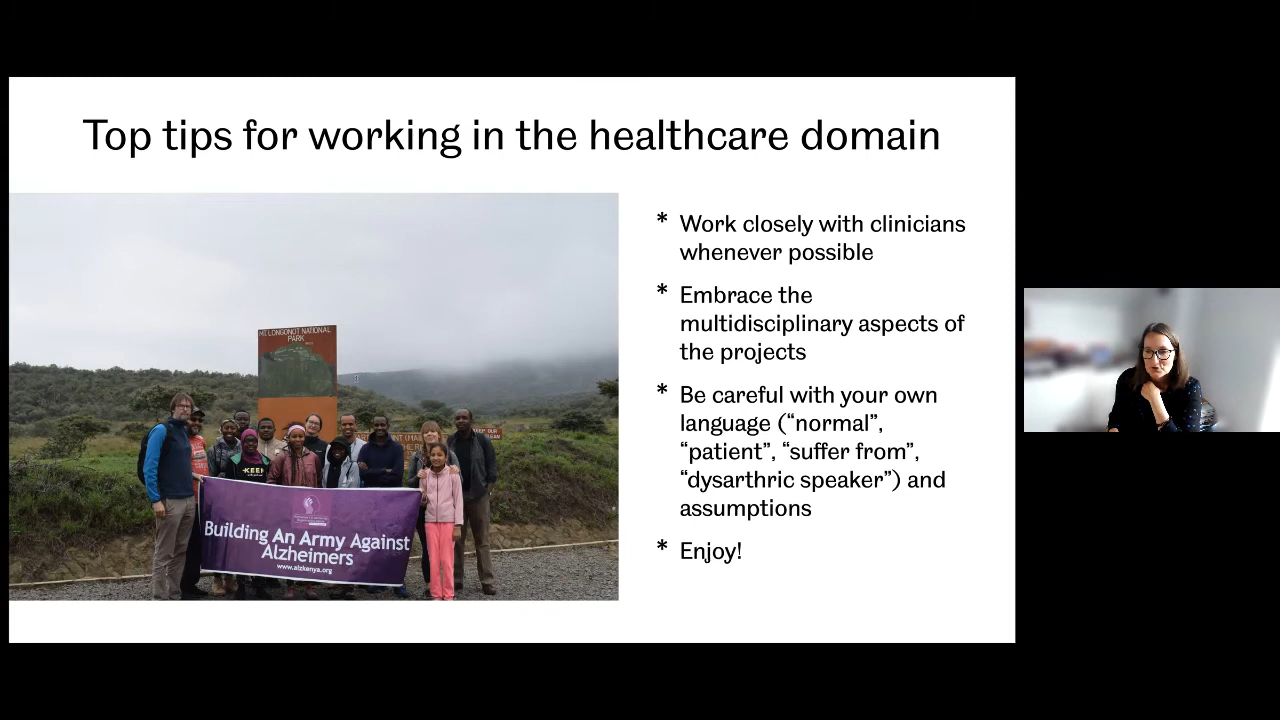 Top tips for working in the healthcare domain
MT. LONGONOT NATIONAL
PARK
* Work closely with clinicians
whenever possible
* Embrace the
multidisciplinary aspects of
the projects
* Be careful with your own
language (“normal”,
“patient”, “suffer from”,
“dysarthric speaker”) and
assumptions
* Enjoy!
Building An Army Against
Alzheimers
www.alzkenya.org